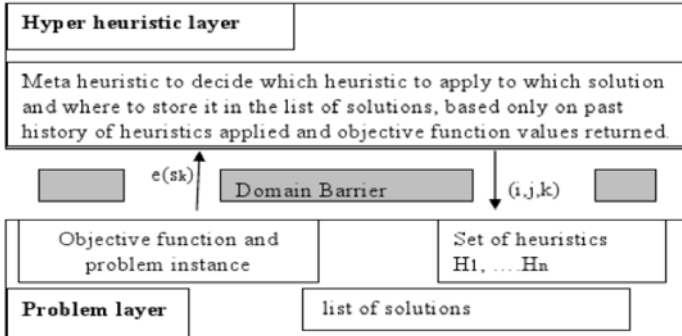 Hyper heuristic layer
Meta heuristic to decide which heuristic to apply to which solution
and where to store it in the list of solutions, based only on past
history of heuristics applied and objective function values returned.
e(sk)
Domain Barrier
(i,j,k)
Objective function and
problem instance
Set of heuristics
H1, ....Hn
Problem layer
list of solutions